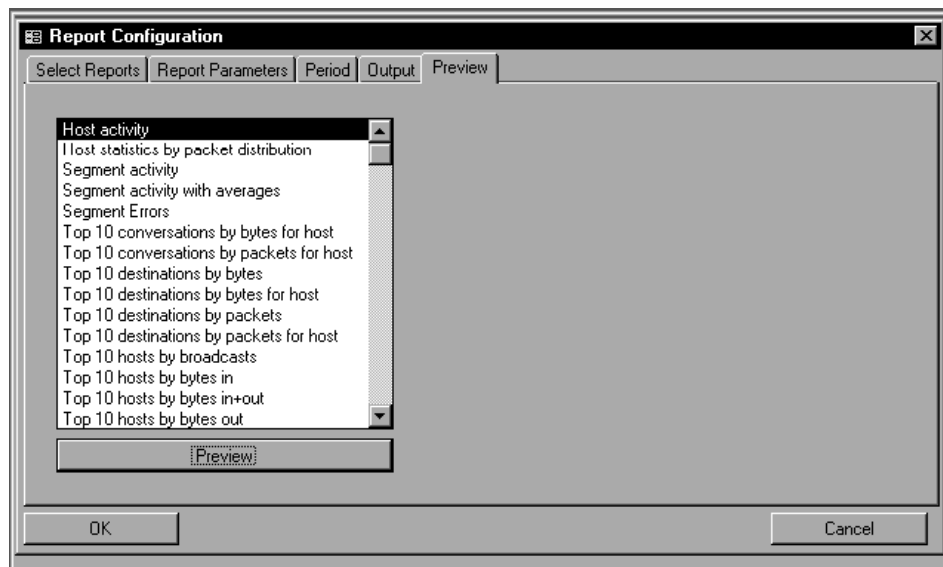 Report Configuration
Select Reports Report Parameters Period Output Preview
Host activity
Host statistics by packet distribution
Segment activity
Segment activity with averages
Segment Errors
Top 10 conversations by bytes for host
Top 10 conversations by packets for host
Top 10 destinations by bytes
Top 10 destinations by bytes for host
Top 10 destinations by packets
Top 10 destinations by packets for host
Top 10 hosts by broadcasts
Top 10 hosts by bytes in
Top 10 hosts by bytes in+out
Top 10 hosts by bytes out
Preview
OK Cancel